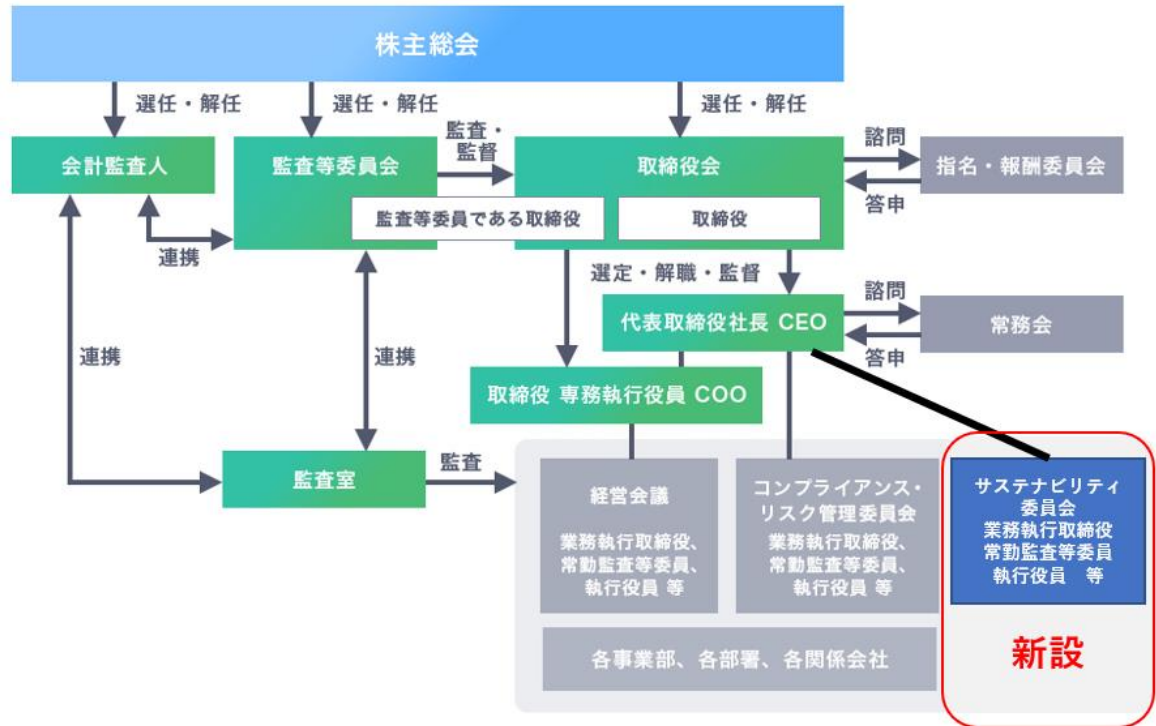 株主総会
選任・解任
選任・解任
選任・解任
会計監査人
監査等委員会
監査・
監督
取締役会
諮問
答申
指名・報酬委員会
監査等委員である取締役
取締役
連携
選定・解職・監督
代表取締役社長 CEO
諮問
答申
常務会
連携
連携
取締役 専務執行役員 COO
監査室
監査
経営会議
業務執行取締役、
常勤監査等委員、
執行役員 等
コンプライアンス・
リスク管理委員会
業務執行取締役、
常勤監査等委員、
執行役員 等
サステナビリティ
委員会
業務執行取締役
常勤監査等委員
執行役員　等
新設
各事業部、各部署、各関係会社